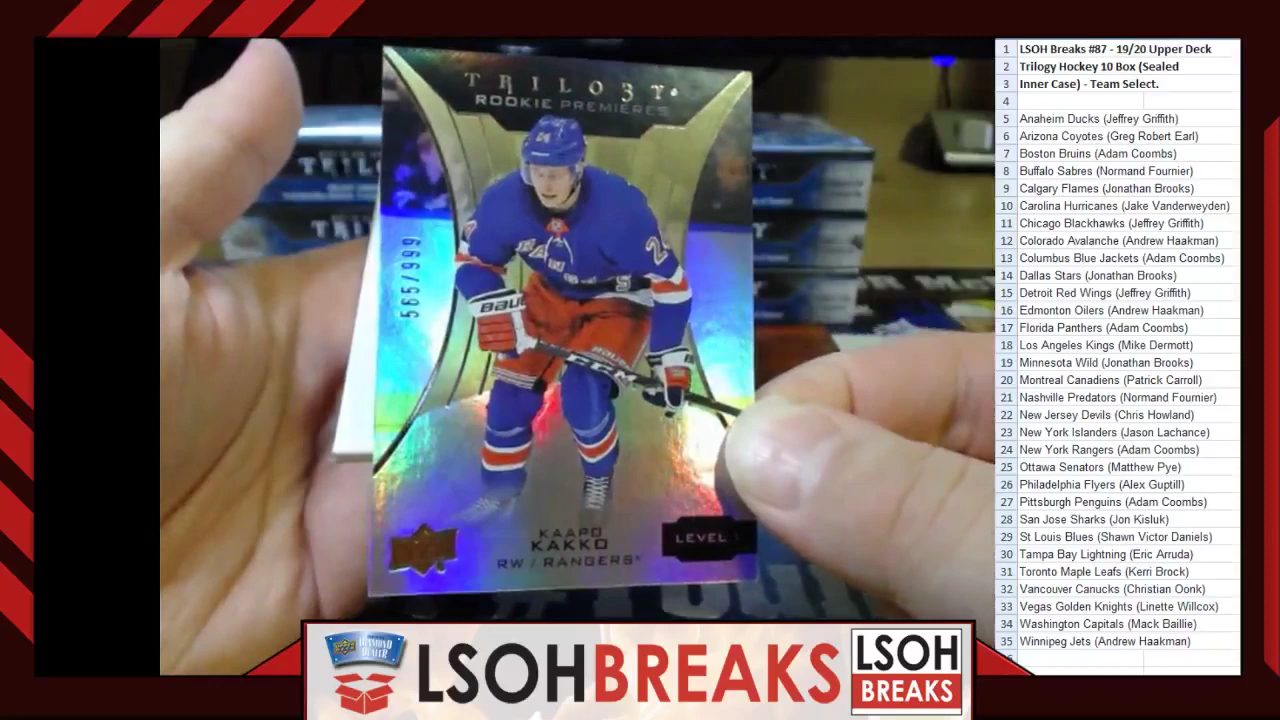 TRILOGY
ROOKIE PREMIERES
565/999
24
RANGERS
BAUER
CCM
KAAPO
KAKKO
RW / RANGERS
LEVEL 1
1 LSOH Breaks #87 - 19/20 Upper Deck
2 Trilogy Hockey 10 Box (Sealed
3 Inner Case) - Team Select.
4
5 Anaheim Ducks (Jeffrey Griffith)
6 Arizona Coyotes (Greg Robert Earl)
7 Boston Bruins (Adam Coombs)
8 Buffalo Sabres (Normand Fournier)
9 Calgary Flames (Jonathan Brooks)
10 Carolina Hurricanes (Jake Vanderweyden)
11 Chicago Blackhawks (Jeffrey Griffith)
12 Colorado Avalanche (Andrew Haakman)
13 Columbus Blue Jackets (Adam Coombs)
14 Dallas Stars (Jonathan Brooks)
15 Detroit Red Wings (Jeffrey Griffith)
16 Edmonton Oilers (Andrew Haakman)
17 Florida Panthers (Adam Coombs)
18 Los Angeles Kings (Mike Dermott)
19 Minnesota Wild (Jonathan Brooks)
20 Montreal Canadiens (Patrick Carroll)
21 Nashville Predators (Normand Fournier)
22 New Jersey Devils (Chris Howland)
23 New York Islanders (Jason Lachance)
24 New York Rangers (Adam Coombs)
25 Ottawa Senators (Matthew Pye)
26 Philadelphia Flyers (Alex Guptill)
27 Pittsburgh Penguins (Adam Coombs)
28 San Jose Sharks (Jon Kisluk)
29 St Louis Blues (Shawn Victor Daniels)
30 Tampa Bay Lightning (Eric Arruda)
31 Toronto Maple Leafs (Kerri Brock)
32 Vancouver Canucks (Christian Oonk)
33 Vegas Golden Knights (Linette Willcox)
34 Washington Capitals (Mack Baillie)
35 Winnipeg Jets (Andrew Haakman)
DIAMOND
DEALER
LSOHBREAKS
LSOH
BREAKS